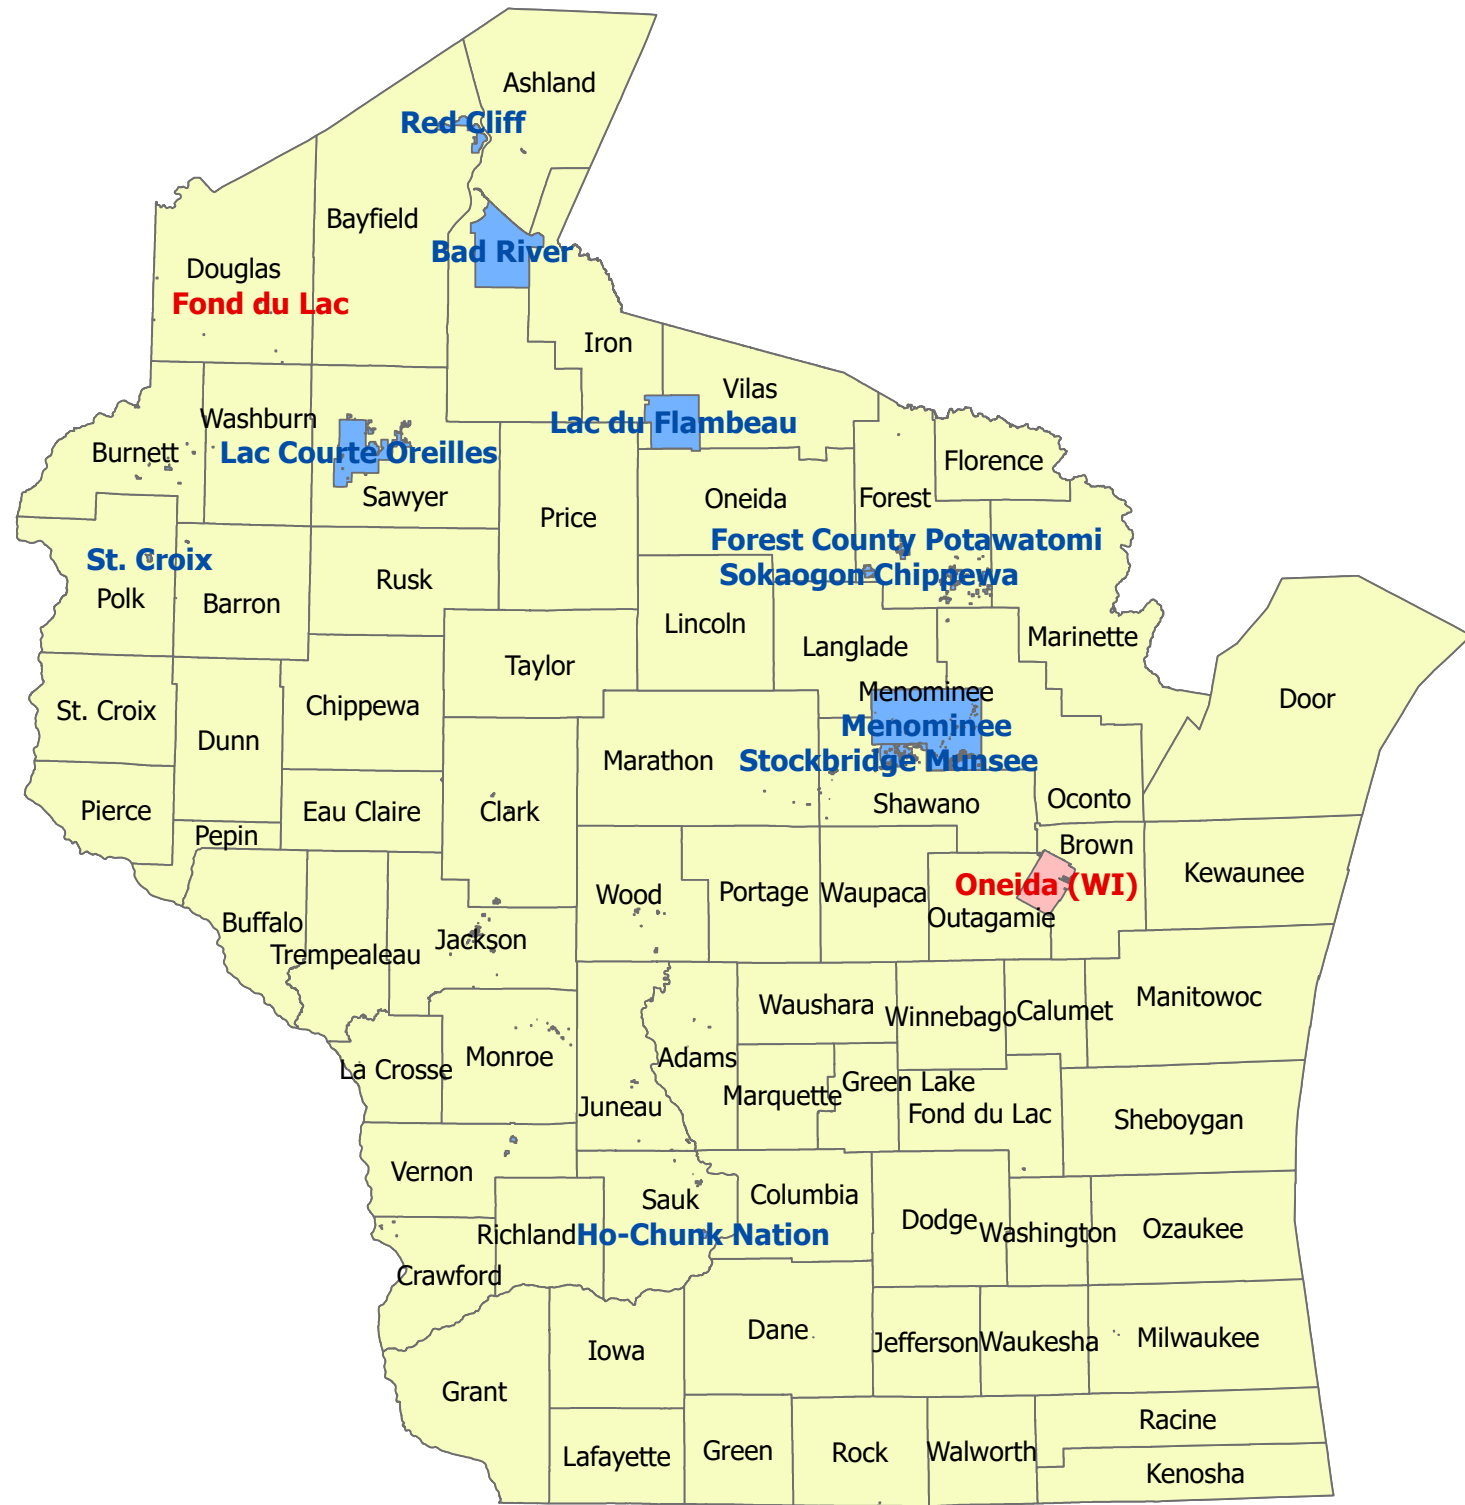 Ashland
Red Cliff
Bayfield
Bad River
Douglas
Fond du Lac
Iron
Vilas
Washburn
Lac du Flambeau
Burnett
Lac Courte Oreilles
Florence
Sawyer
Oneida
Forest
Price
Forest County Potawatomi
St. Croix
Sokaogon Chippewa
Rusk
Polk
Barron
Lincoln
Marinette
Langlade
Taylor
Menominee
Door
Chippewa
St. Croix
Menominee
Dunn
Marathon
Stockbridge Munsee
Pierce
Eau Claire
Clark
Shawano
Oconto
Pepin
Brown
Kewaunee
Wood
Portage
Waupaca
Oneida (WI)
Buffalo
Outagamie
Jackson
Trempealeau
Manitowoc
Waushara
Winnebago
Calumet
Monroe
Adams
La Crosse
Green Lake
Marquette
Juneau
Fond du Lac
Sheboygan
Vernon
Sauk
Columbia
Dodge
Richland
Ho-Chunk Nation
Washington
Ozaukee
Crawford
Dane
Jefferson
Waukesha
Milwaukee
Iowa
Grant
Racine
Lafayette
Green
Rock
Walworth
Kenosha